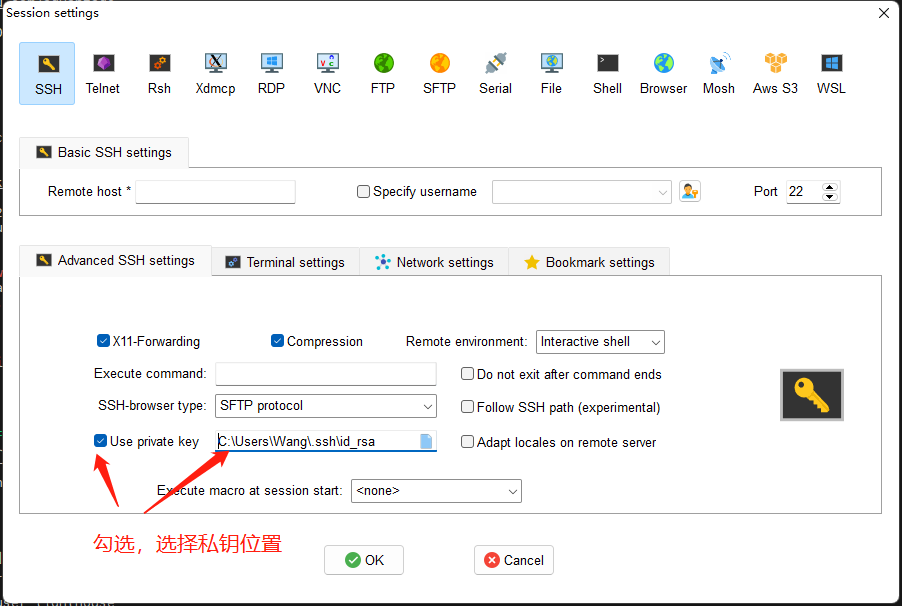 Session settings
SSH Telnet Rsh Xdmcp RDP VNC FTP SFTP Serial File Shell Browser Mosh Aws S3 WSL
Basic SSH settings
Remote host * Specify username Port 22
Advanced SSH settings Terminal settings Network settings Bookmark settings
X11-Forwarding Compression Remote environment: Interactive shell
Execute command: Do not exit after command ends
SSH-browser type: SFTP protocol Follow SSH path (experimental)
Use private key C:\Users\Wang\.ssh\id_rsa Adapt locales on remote server
Execute macro at session start: <none>
勾选，选择私钥位置
OK Cancel